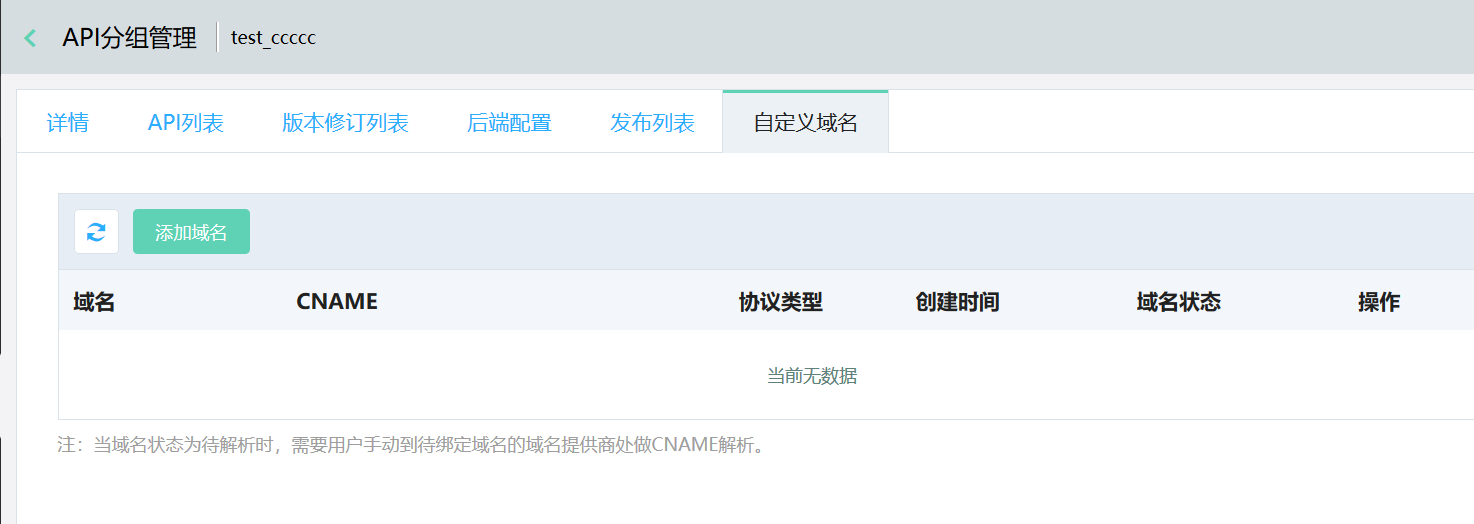 API分组管理 test_ccccc
详情 API列表 版本修订列表 后端配置 发布列表 自定义域名
添加域名
域名 CNAME 协议类型 创建时间 域名状态 操作
当前无数据
注：当域名状态为待解析时，需要用户手动到待绑定域名的域名提供商处做CNAME解析。